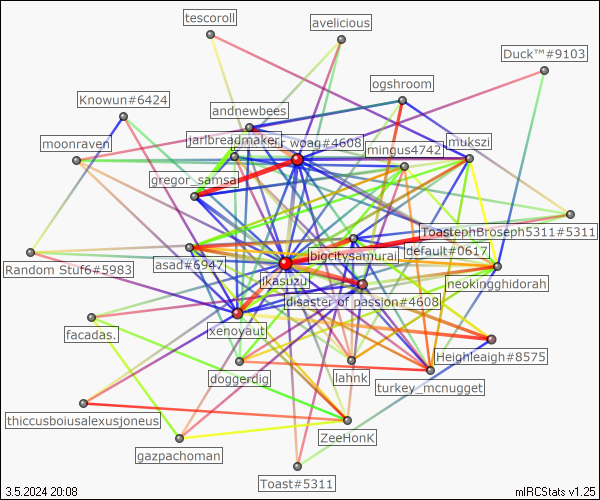 tescoroll
avelicious
Duck™#9103
ogshroom
Knowun#6424
andnewbees
jarlbreadmaker
woag#4608
mukszi
moonraven
mingus4742
gregor_samsa
ToastephBroseph5311#5311
default#0617
bigcitysamurai
asad#6947
Random Stuf6#5983
jkasuzu
neokingghidorah
disaster of passion#4608
xenoyaut
facadas.
Heighleigh#8575
doggerdig
lahnk
turkey_mcnugget
thiccusboiusalexusjoneus
ZeeHonK
gazpachoman
Toast#5311
3.5.2024 20:08
mIRCStats v1.25